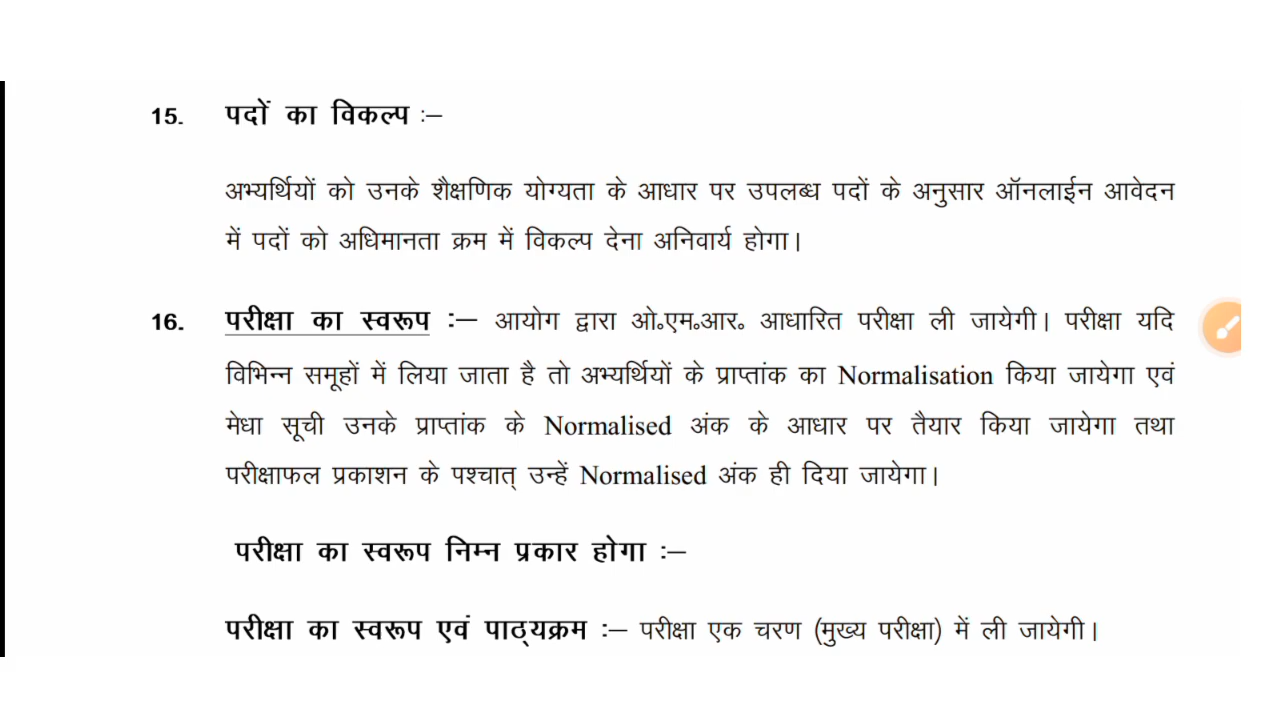 15. पदों का विकल्प :–
अभ्यर्थियों को उनके शैक्षणिक योग्यता के आधार पर उपलब्ध पदों के अनुसार ऑनलाईन आवेदन
में पदों को अधिमानता क्रम में विकल्प देना अनिवार्य होगा।
16. परीक्षा का स्वरूप :– आयोग द्वारा ओ०एम०आर० आधारित परीक्षा ली जायेगी। परीक्षा यदि
विभिन्न समूहों में लिया जाता है तो अभ्यर्थियों के प्राप्तांक का Normalisation किया जायेगा एवं
मेधा सूची उनके प्राप्तांक के Normalised अंक के आधार पर तैयार किया जायेगा तथा
परीक्षाफल प्रकाशन के पश्चात् उन्हें Normalised अंक ही दिया जायेगा।
परीक्षा का स्वरूप निम्न प्रकार होगा :–
परीक्षा का स्वरूप एवं पाठ्यक्रम :– परीक्षा एक चरण (मुख्य परीक्षा) में ली जायेगी।